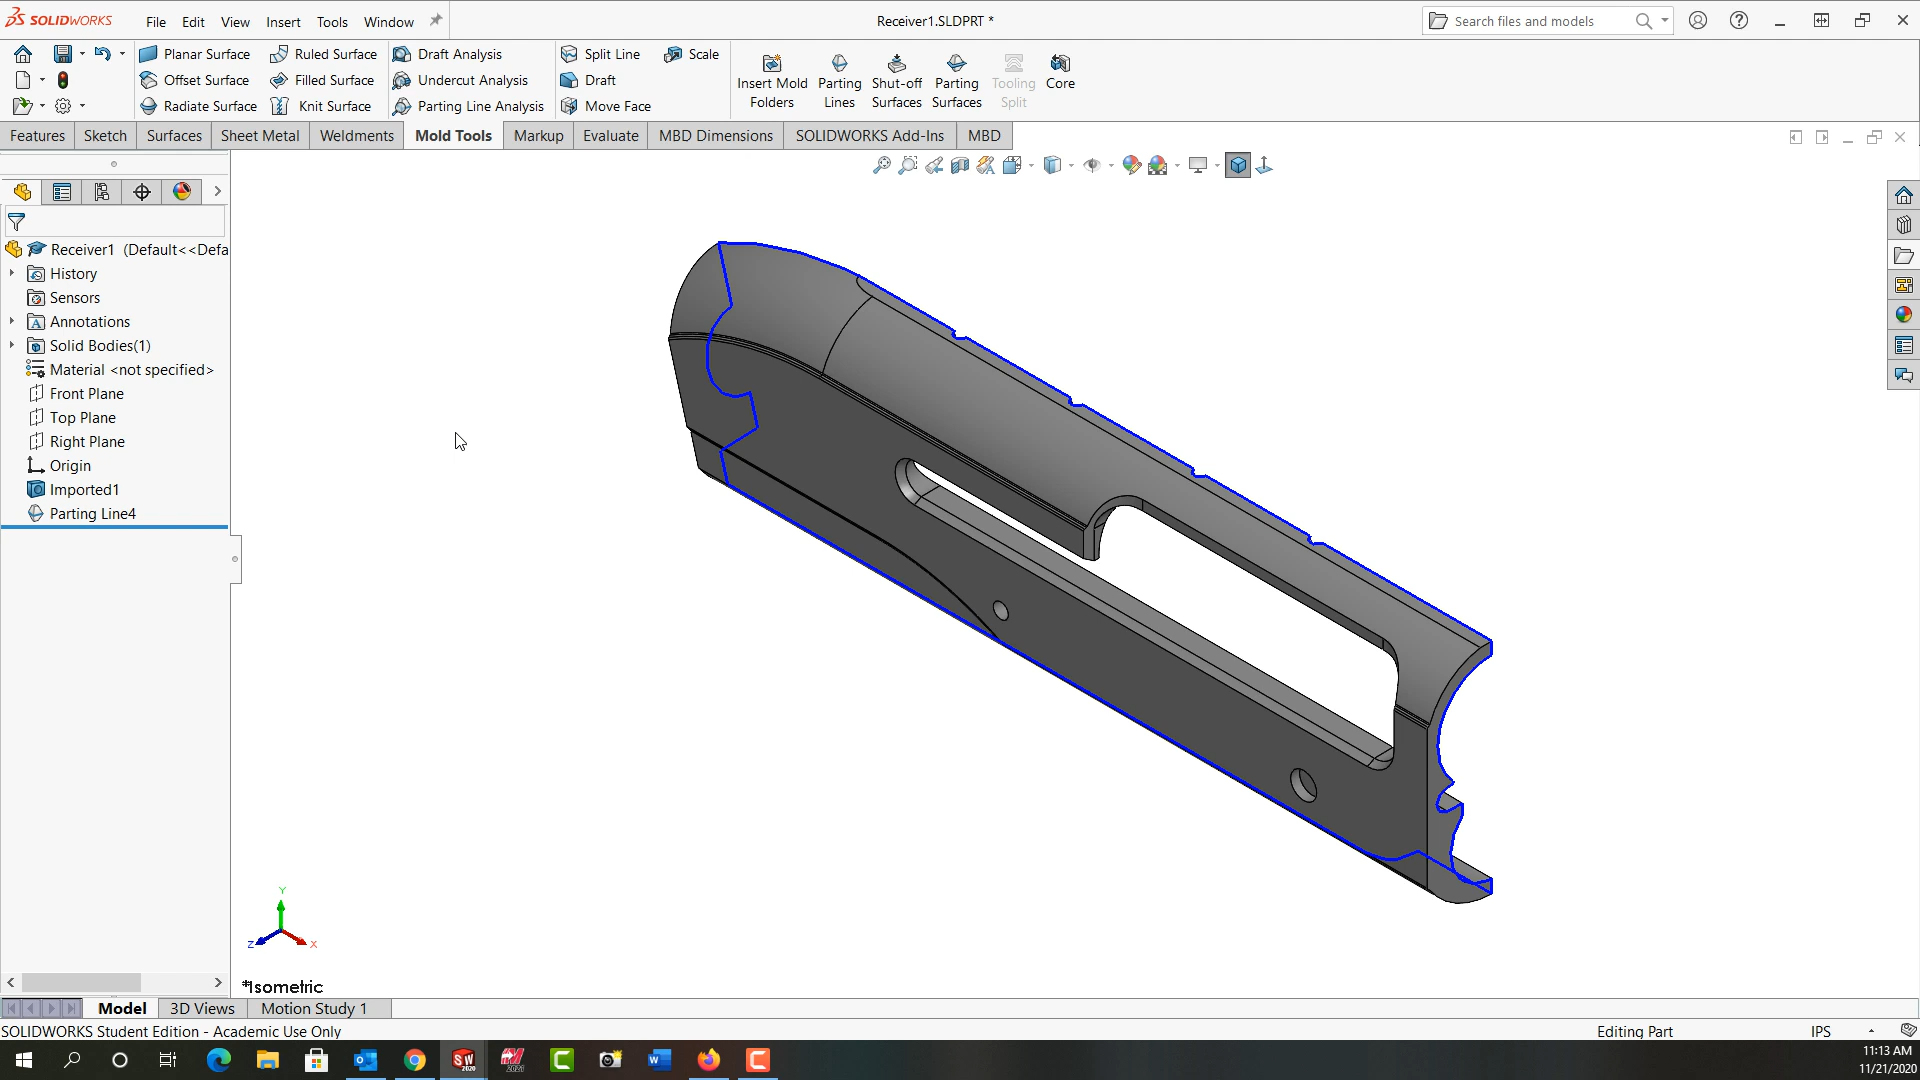 SOLIDWORKS File Edit View Insert Tools Window Receiver1.SLDPRT * Search files and models
Planar Surface Ruled Surface Draft Analysis Split Line Scale
Offset Surface Filled Surface Undercut Analysis Draft
Radiate Surface Knit Surface Parting Line Analysis Move Face
Insert Mold Folders
Parting Lines
Shut-off Surfaces
Parting Surfaces
Tooling Split
Core
Features Sketch Surfaces Sheet Metal Weldments Mold Tools Markup Evaluate MBD Dimensions SOLIDWORKS Add-Ins MBD
Receiver1 (Default<<Defa
History
Sensors
Annotations
Solid Bodies(1)
Material <not specified>
Front Plane
Top Plane
Right Plane
Origin
Imported1
Parting Line4
Y
Z X
*Isometric
Model 3D Views Motion Study 1
SOLIDWORKS Student Edition - Academic Use Only Editing Part IPS
11:13 AM
11/21/2020